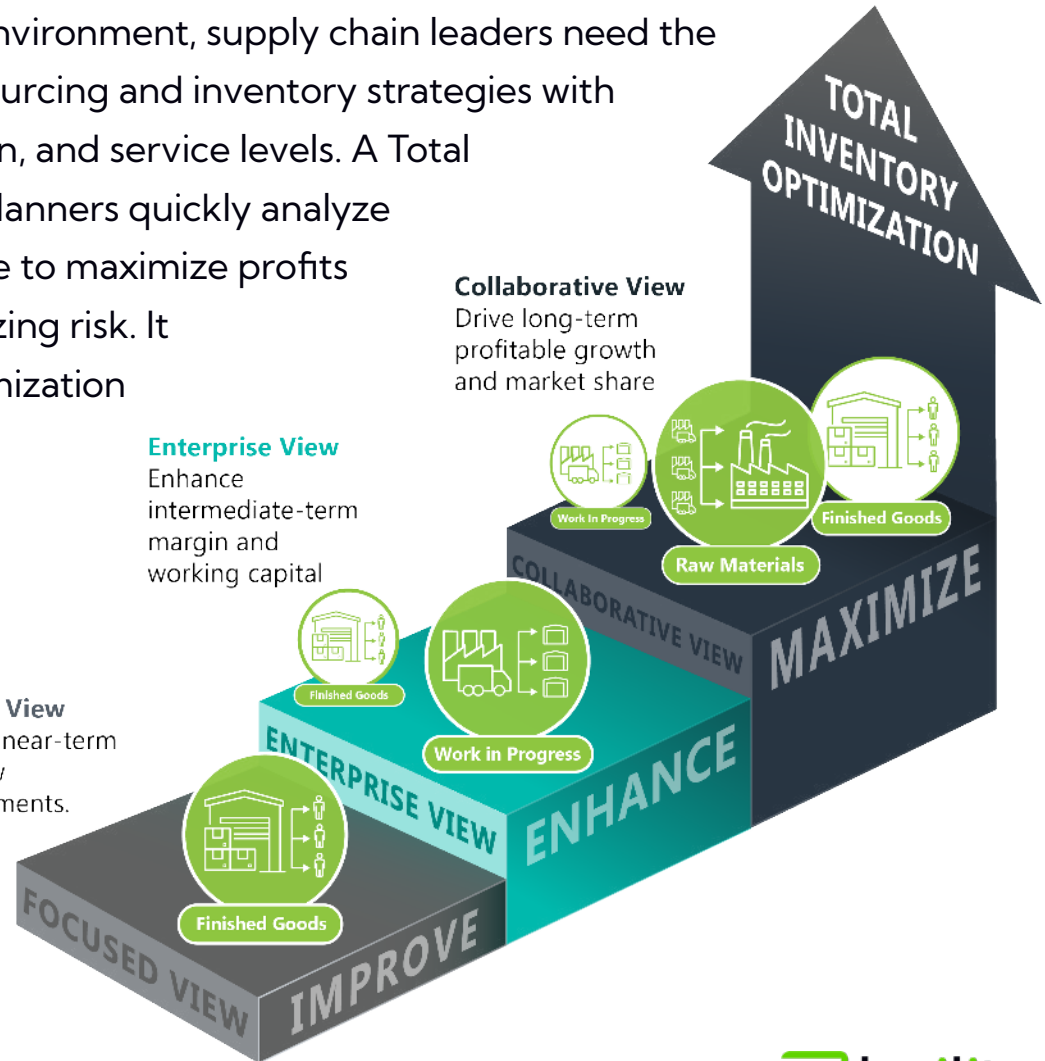 nvironment, supply chain leaders need the
urcing and inventory strategies with
n, and service levels. A Total
lanners quickly analyze
e to maximize profits
zing risk. It
nization
TOTAL
INVENTORY
OPTIMIZATION
Collaborative View
Drive long-term
profitable growth
and market share
Enterprise View
Enhance
intermediate-term
margin and
working capital
View
near-term
ments.
Work In Progress
Raw Materials
Finished Goods
COLLABORATIVE VIEW
MAXIMIZE
Finished Goods
Work in Progress
ENTERPRISE VIEW
ENHANCE
Finished Goods
FOCUSED VIEW
IMPROVE